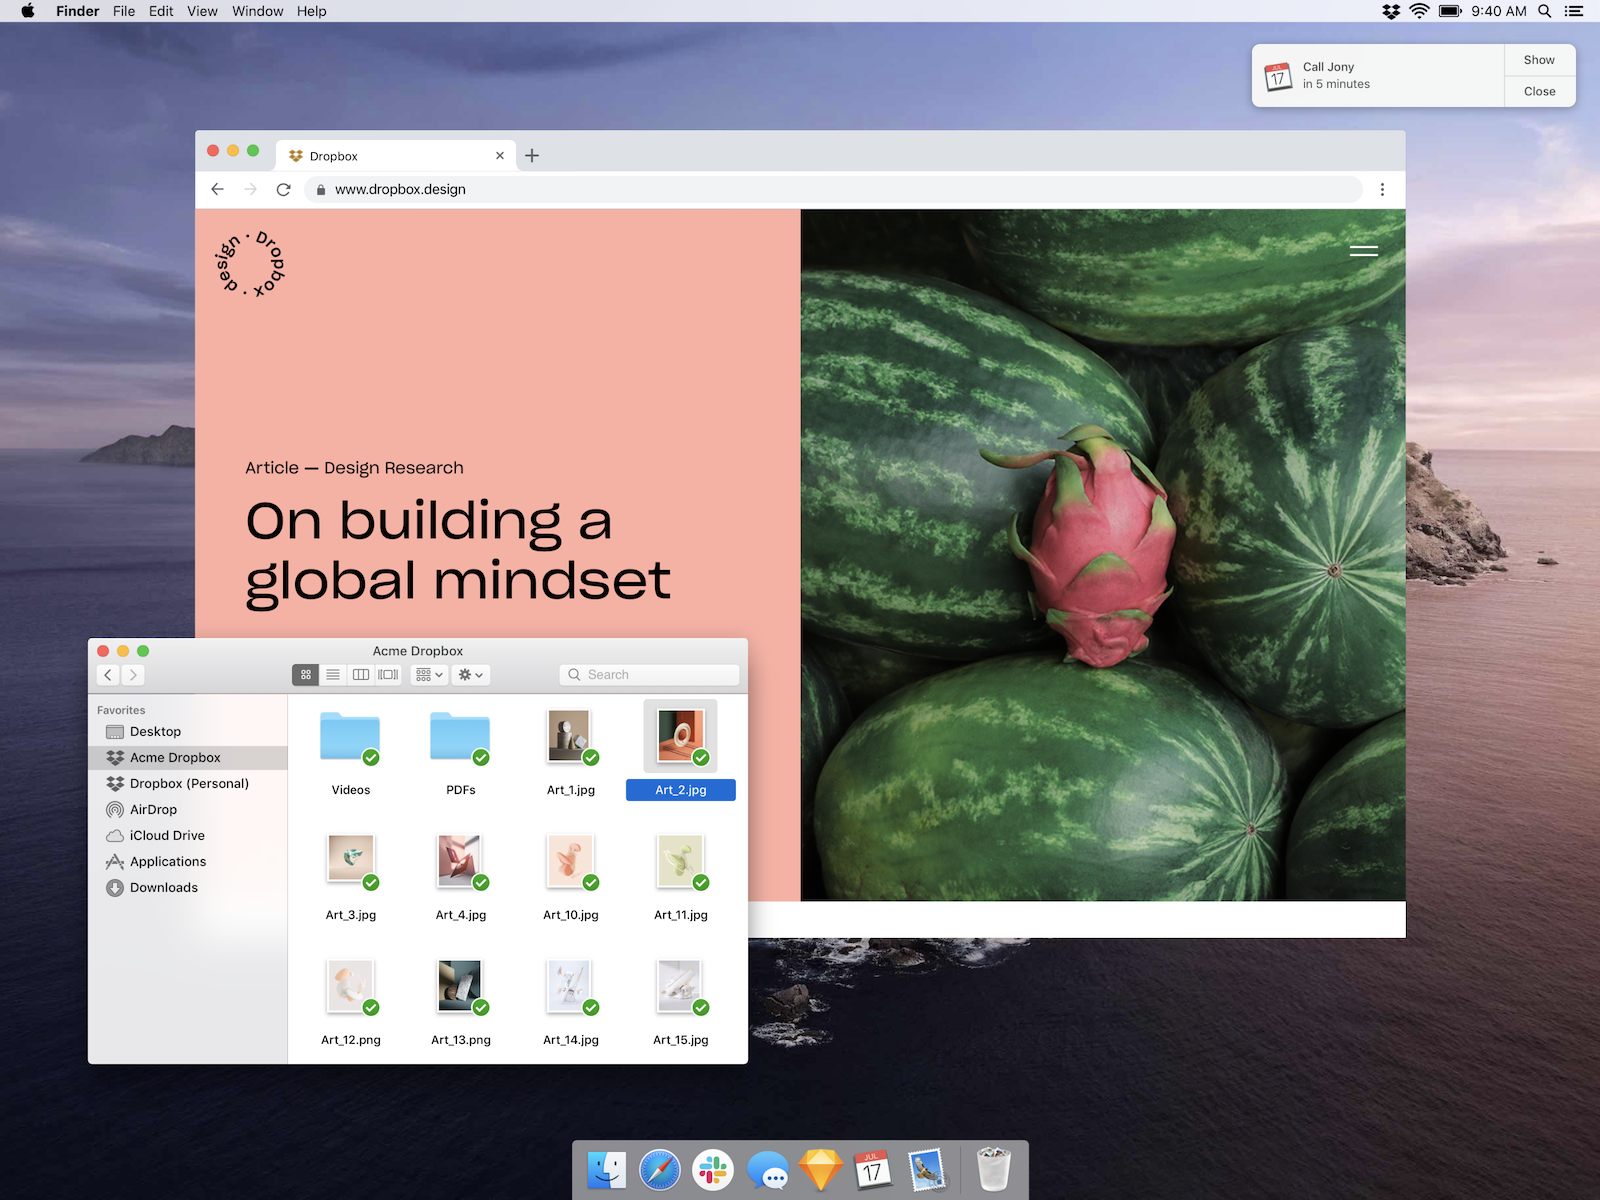 Finder File Edit View Window Help
9:40 AM
JUL
17
Call Jony
in 5 minutes
Show
Close
Dropbox
www.dropbox.design
Dropbox · design ·
Article — Design Research
On building a
global mindset
Acme Dropbox
Search
Favorites
Desktop
Acme Dropbox
Dropbox (Personal)
AirDrop
iCloud Drive
Applications
Downloads
Videos PDFs Art_1.jpg Art_2.jpg
Art_3.jpg Art_4.jpg Art_10.jpg Art_11.jpg
Art_12.png Art_13.png Art_14.jpg Art_15.jpg
JUL
17